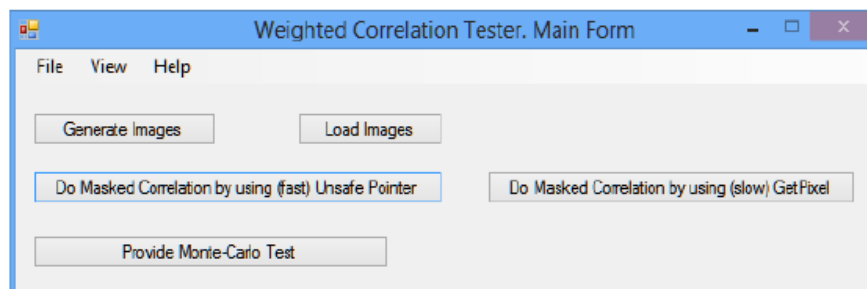 Weighted Correlation Tester. Main Form
File View Help
Generate Images Load Images
Do Masked Correlation by using (fast) Unsafe Pointer Do Masked Correlation by using (slow) GetPixel
Provide Monte-Carlo Test